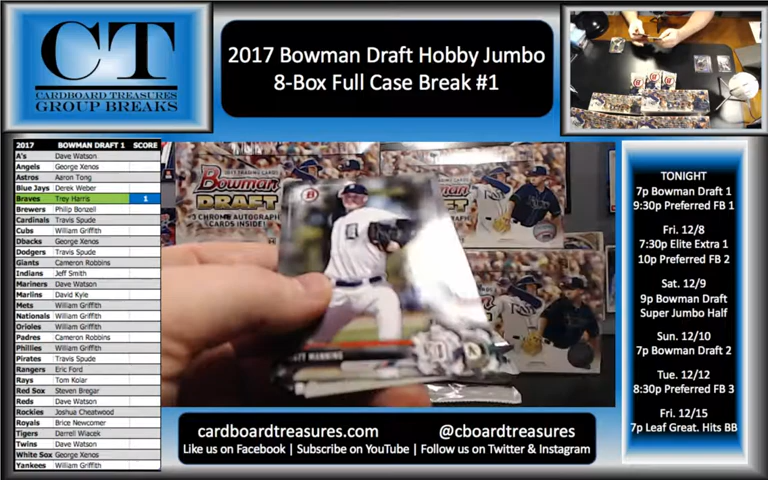 CT
CARDBOARD TREASURES
GROUP BREAKS
2017 Bowman Draft Hobby Jumbo
8-Box Full Case Break #1
2017 BOWMAN DRAFT 1 SCORE
A's Dave Watson
Angels George Xenos
Astros Aaron Tong
Blue Jays Derek Weber
Braves Trey Harris 1
Brewers Philip Bonzell
Cardinals Travis Spude
Cubs William Griffith
Dbacks George Xenos
Dodgers Travis Spude
Giants Cameron Robbins
Indians Jeff Smith
Mariners Dave Watson
Marlins David Kyle
Mets William Griffith
Nationals William Griffith
Orioles William Griffith
Padres Cameron Robbins
Phillies William Griffith
Pirates Travis Spude
Rangers Eric Ford
Rays Tom Kolar
Red Sox Steven Bregar
Reds Dave Watson
Rockies Joshua Cheatwood
Royals Brice Newcomer
Tigers Darrell Wiacek
Twins Dave Watson
White Sox George Xenos
Yankees William Griffith
2017 TRADING CARDS
Bowman
DRAFT
3 CHROME AUTOGRAPH
CARDS INSIDE!
MANNING
TONIGHT
7p Bowman Draft 1
9:30p Preferred FB 1
Fri. 12/8
7:30p Elite Extra 1
10p Preferred FB 2
Sat. 12/9
9p Bowman Draft
Super Jumbo Half
Sun. 12/10
7p Bowman Draft 2
Tue. 12/12
8:30p Preferred FB 3
Fri. 12/15
7p Leaf Great. Hits BB
cardboardtreasures.com @cboardtreasures
Like us on Facebook | Subscribe on YouTube | Follow us on Twitter & Instagram